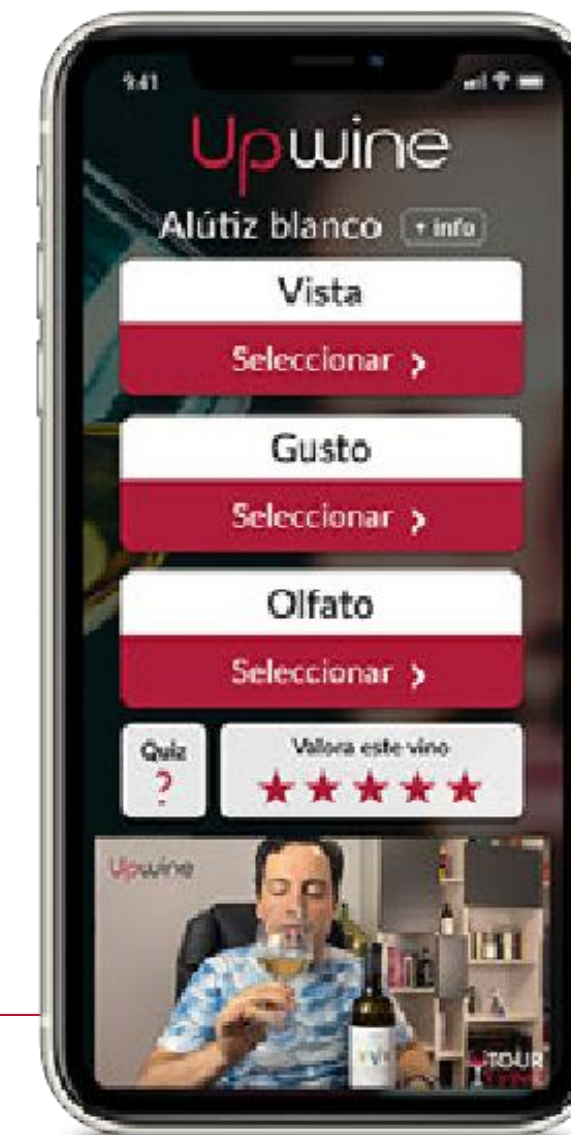 9:41
Upwine
Alútiz blanco + info
Vista
Seleccionar >
Gusto
Seleccionar >
Olfato
Seleccionar >
Quiz Valora este vino
?
Upwine
TOUR